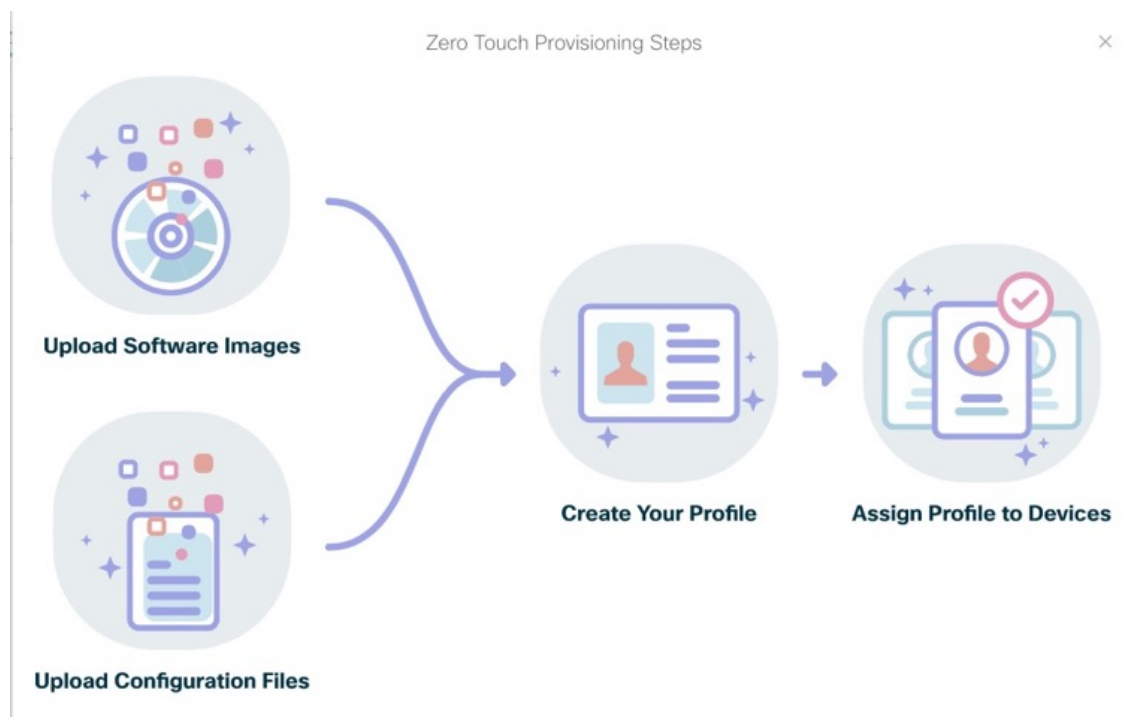 Zero Touch Provisioning Steps
Upload Software Images
Upload Configuration Files
Create Your Profile
Assign Profile to Devices